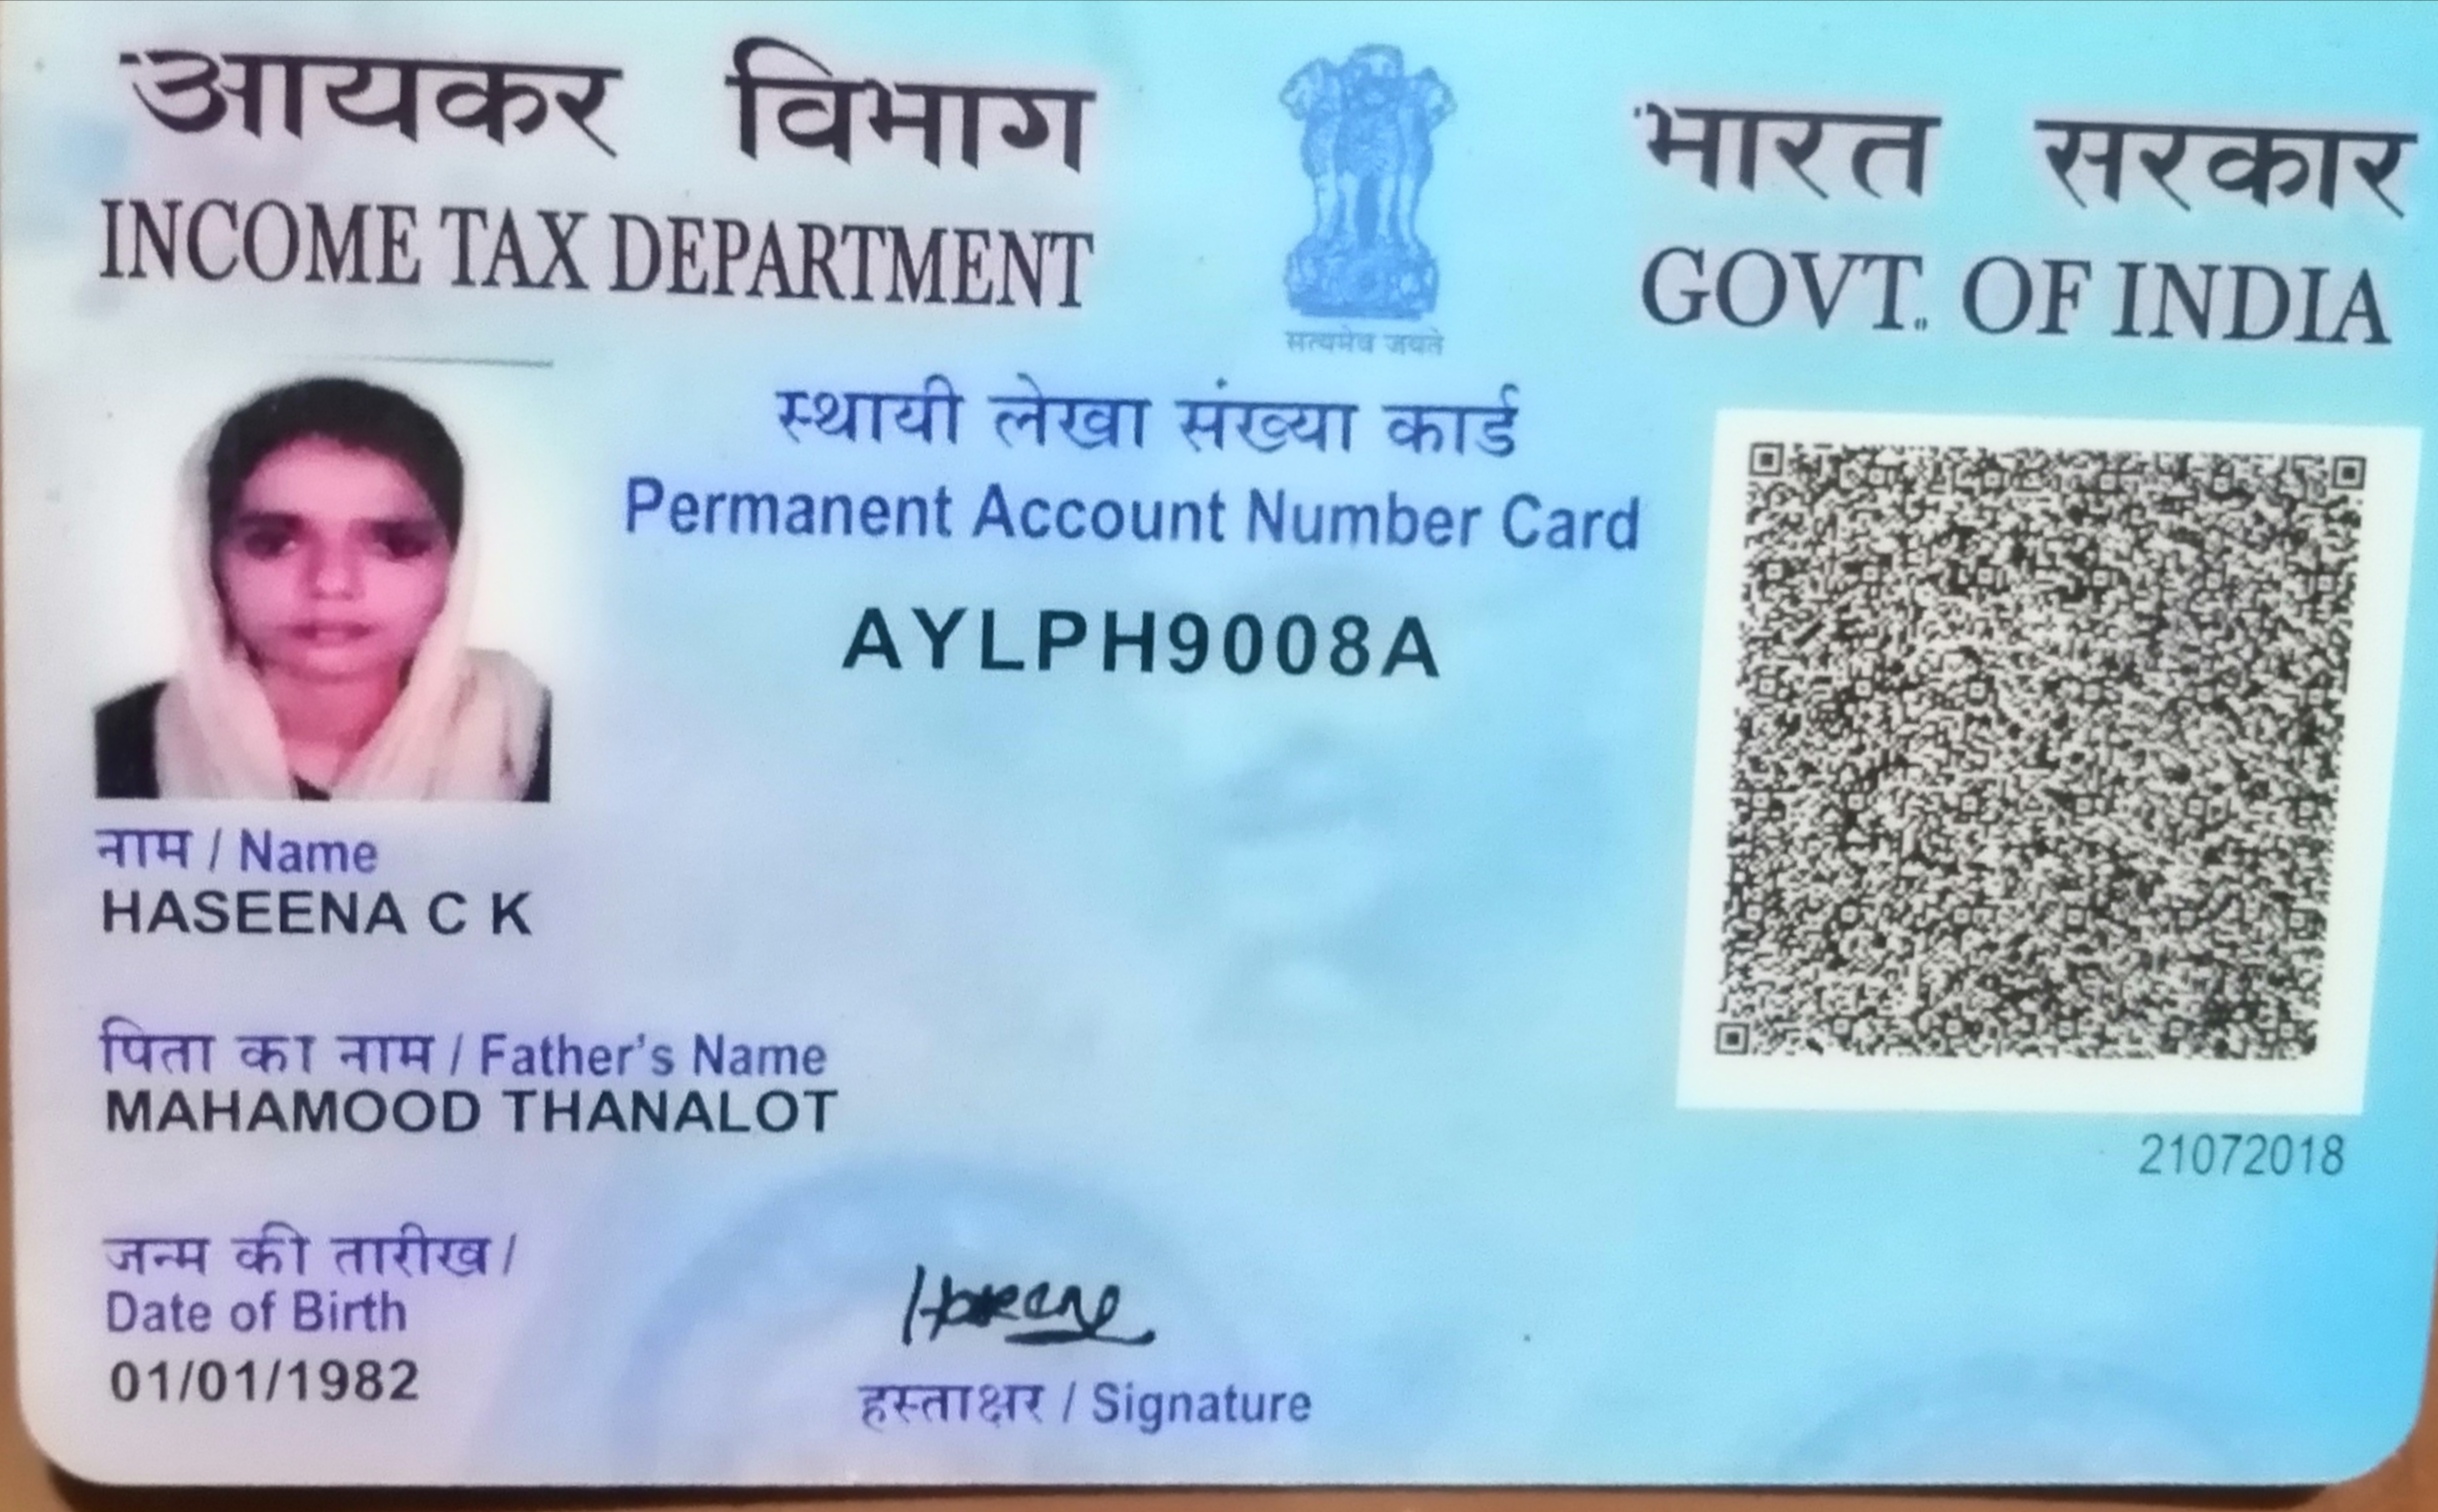 आयकर विभाग
INCOME TAX DEPARTMENT
सत्यमेव जयते
भारत सरकार
GOVT. OF INDIA
स्थायी लेखा संख्या कार्ड
Permanent Account Number Card
AYLPH9008A
नाम / Name
HASEENA C K
पिता का नाम / Father's Name
MAHAMOOD THANALOT
21072018
जन्म की तारीख /
Date of Birth
01/01/1982
हस्ताक्षर / Signature